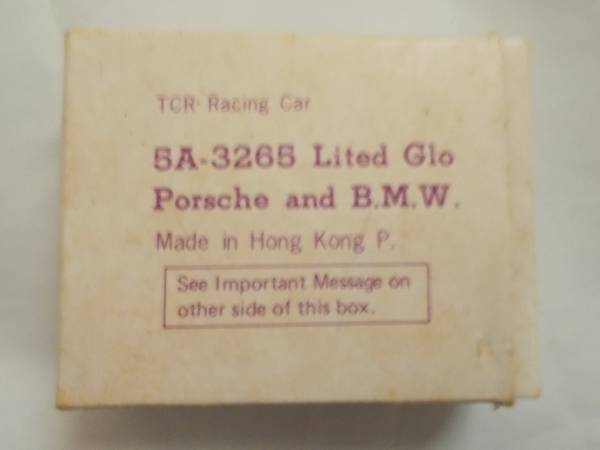 TCR Racing Car
5A-3265 Lited Glo
Porsche and B.M.W.
Made in Hong Kong P.
See Important Message on
other side of this box.